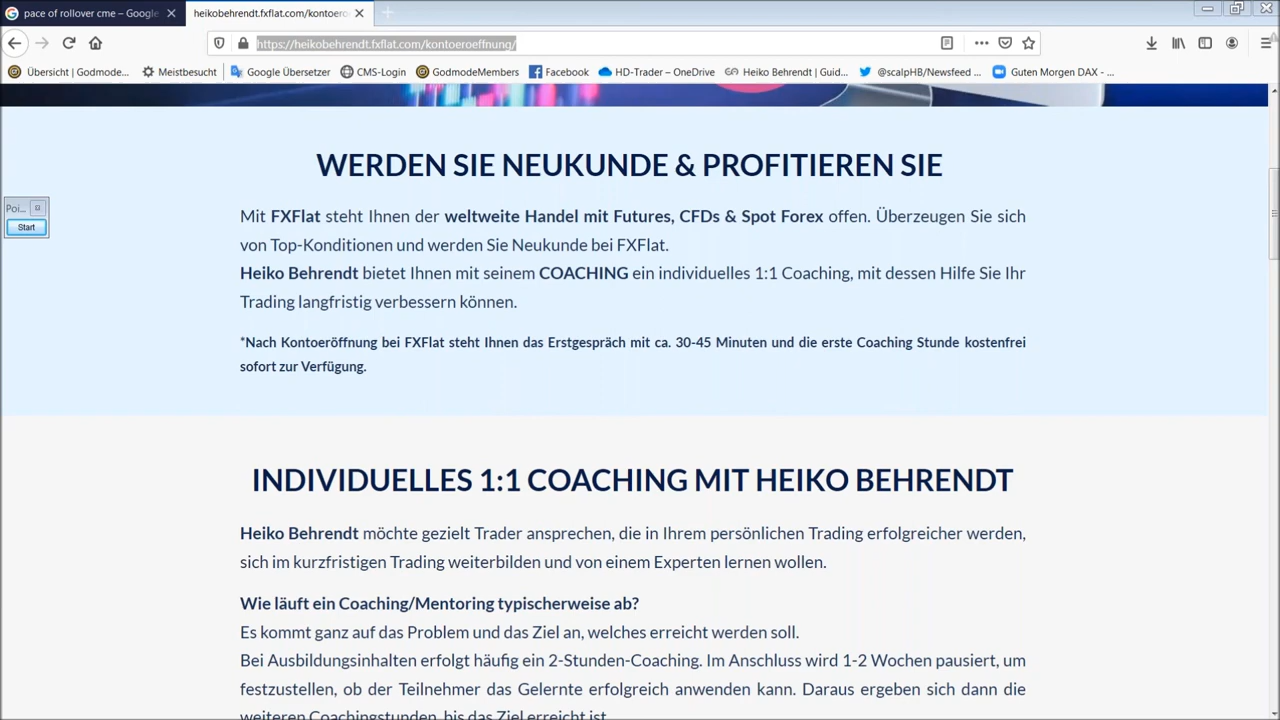 pace of rollover cme – Google
heikobehrendt.fxflat.com/kontoero
https://heikobehrendt.fxflat.com/kontoeroeffnung/
Übersicht | Godmode... Meistbesucht Google Übersetzer CMS-Login GodmodeMembers Facebook HD-Trader – OneDrive Heiko Behrendt | Guid... @scalpHB/Newsfeed ... Guten Morgen DAX - ...
WERDEN SIE NEUKUNDE & PROFITIEREN SIE
Poi...
Start
Mit FXFlat steht Ihnen der weltweite Handel mit Futures, CFDs & Spot Forex offen. Überzeugen Sie sich
von Top-Konditionen und werden Sie Neukunde bei FXFlat.
Heiko Behrendt bietet Ihnen mit seinem COACHING ein individuelles 1:1 Coaching, mit dessen Hilfe Sie Ihr
Trading langfristig verbessern können.
*Nach Kontoeröffnung bei FXFlat steht Ihnen das Erstgespräch mit ca. 30-45 Minuten und die erste Coaching Stunde kostenfrei
sofort zur Verfügung.
INDIVIDUELLES 1:1 COACHING MIT HEIKO BEHRENDT
Heiko Behrendt möchte gezielt Trader ansprechen, die in Ihrem persönlichen Trading erfolgreicher werden,
sich im kurzfristigen Trading weiterbilden und von einem Experten lernen wollen.
Wie läuft ein Coaching/Mentoring typischerweise ab?
Es kommt ganz auf das Problem und das Ziel an, welches erreicht werden soll.
Bei Ausbildungsinhalten erfolgt häufig ein 2-Stunden-Coaching. Im Anschluss wird 1-2 Wochen pausiert, um
festzustellen, ob der Teilnehmer das Gelernte erfolgreich anwenden kann. Daraus ergeben sich dann die
weiteren Coachingstunden, bis das Ziel erreicht ist.